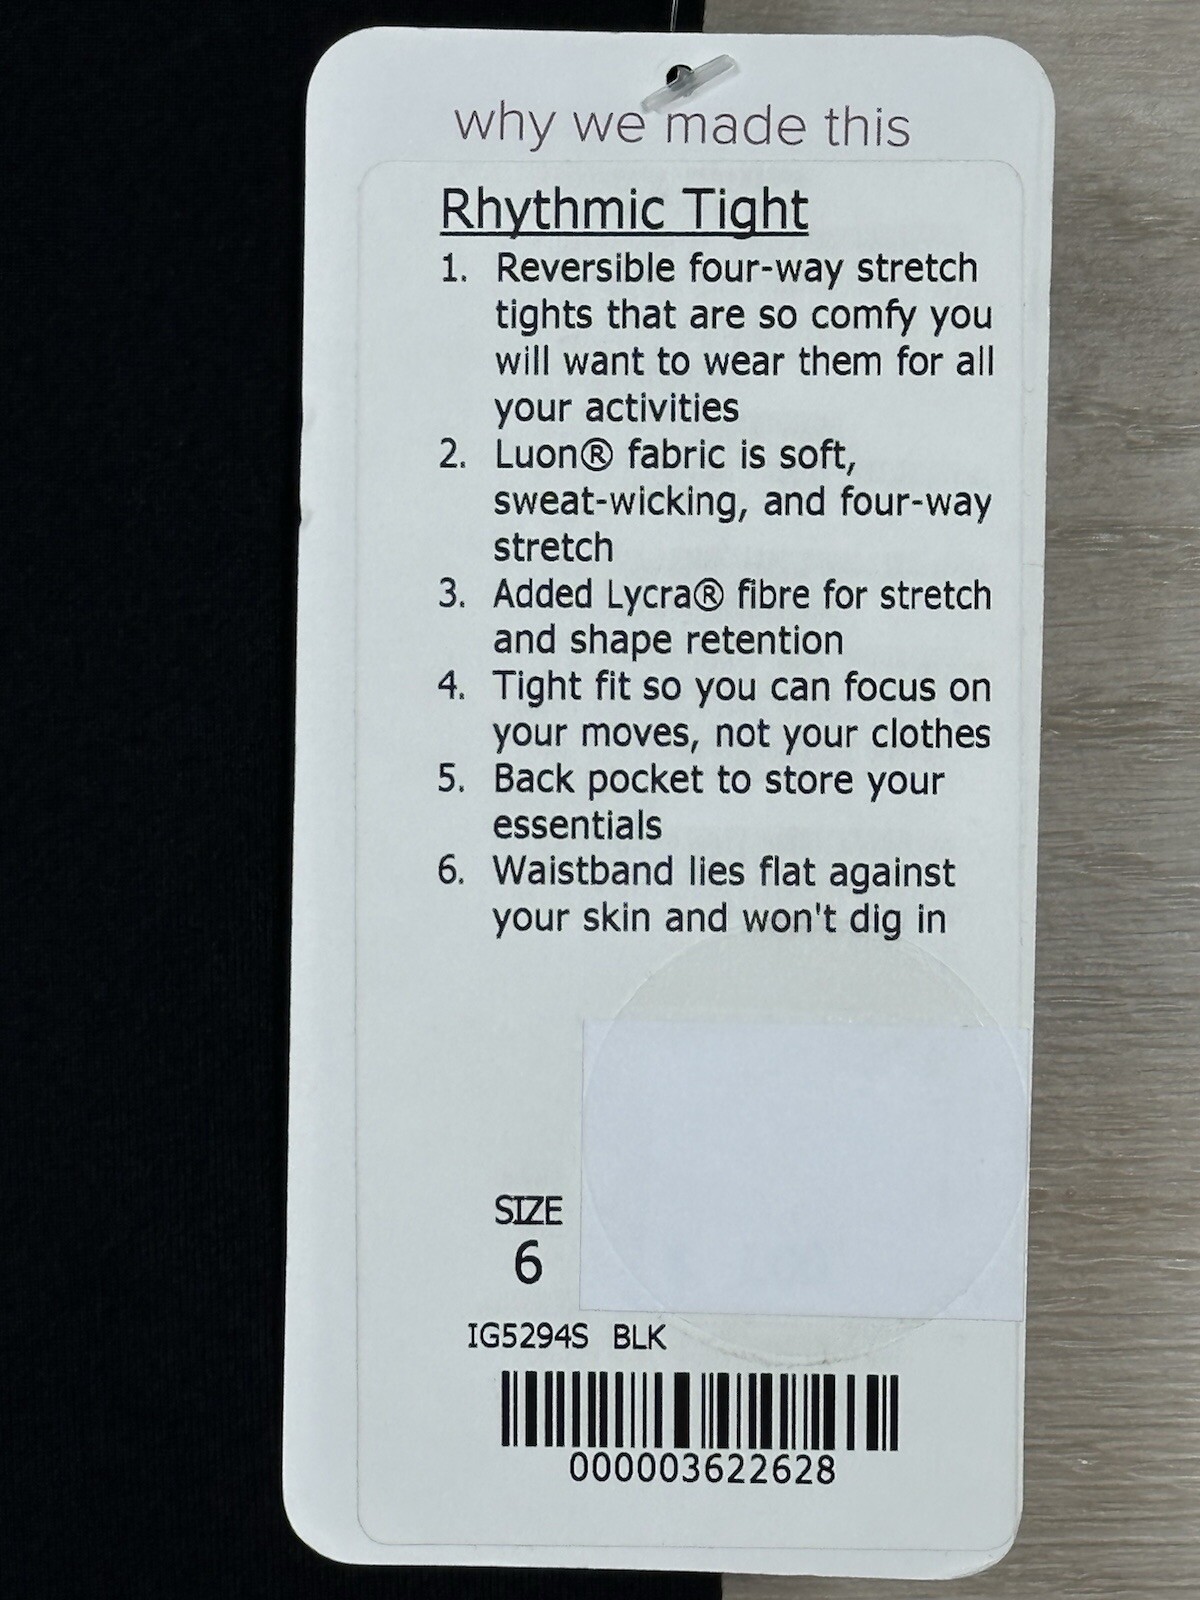 why we made this
Rhythmic Tight
1. Reversible four-way stretch
tights that are so comfy you
will want to wear them for all
your activities
2. Luon® fabric is soft,
sweat-wicking, and four-way
stretch
3. Added Lycra® fibre for stretch
and shape retention
4. Tight fit so you can focus on
your moves, not your clothes
5. Back pocket to store your
essentials
6. Waistband lies flat against
your skin and won't dig in
SIZE
6
IG5294S BLK
000003622628